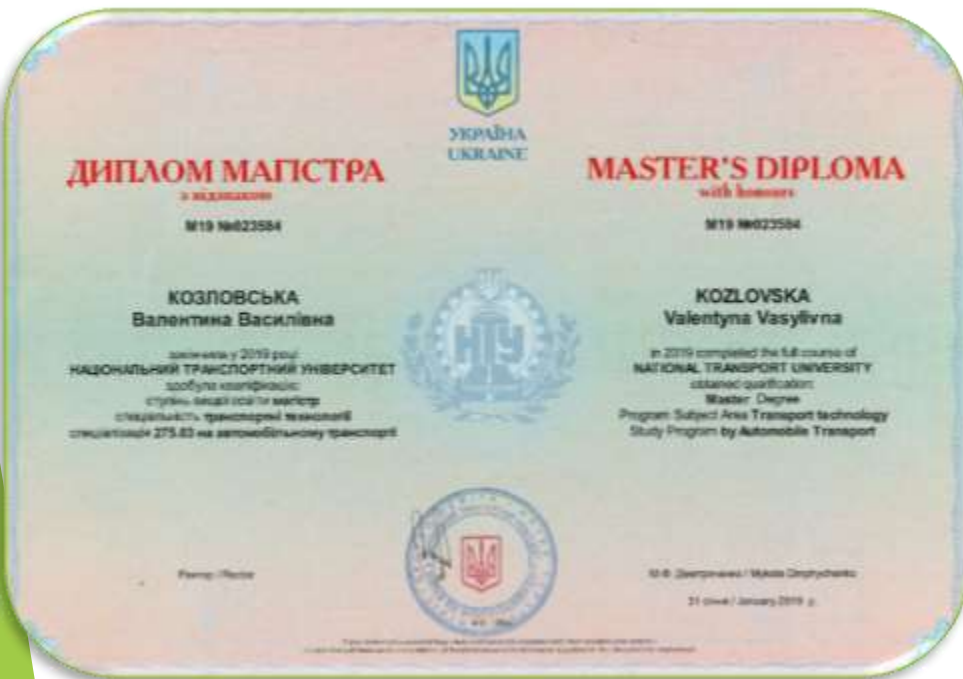 УКРАЇНА
UKRAINE
ДИПЛОМ МАГІСТРА
з відзнакою
М19 №023584
КОЗЛОВСЬКА
Валентина Василівна
закінчила у 2019 році
НАЦІОНАЛЬНИЙ ТРАНСПОРТНИЙ УНІВЕРСИТЕТ
здобула кваліфікацію:
ступінь вищої освіти магістр
спеціальність транспортні технології
спеціалізація 275.03 на автомобільному транспорті
Ректор / Rector
MASTER'S DIPLOMA
with honours
М19 №023584
KOZLOVSKA
Valentyna Vasylivna
in 2019 completed the full course of
NATIONAL TRANSPORT UNIVERSITY
obtained qualification:
Master Degree
Program Subject Area Transport technology
Study Program by Automobile Transport
М.Ф. Дмитриченко / Mykola Dmytrychenko
31 січня / January 2019 р.
НТУ